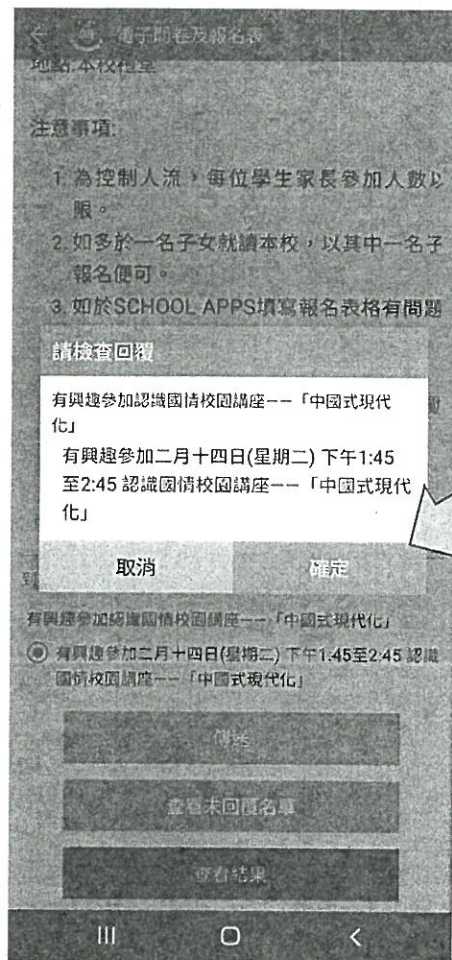 電子問卷及報名表
地點:本校禮堂
注意事項:
1 為控制人流，每位學生家長參加人數以
限。
2. 如多於一名子女就讀本校，以其中一名子
報名便可。
3. 如於SCHOOL APPS填寫報名表格有問題
請檢查回覆
有興趣參加認識國情校園講座——「中國式現代
化」
有興趣參加二月十四日(星期二) 下午1:45
至2:45 認識國情校園講座——「中國式現代
化」
取消
確定
有興趣參加認識國情校園講座——「中國式現代化」
有興趣參加二月十四日(星期二) 下午1:45至2:45 認識
國情校園講座——「中國式現代化」
傳送
查看未回覆名單
查看結果